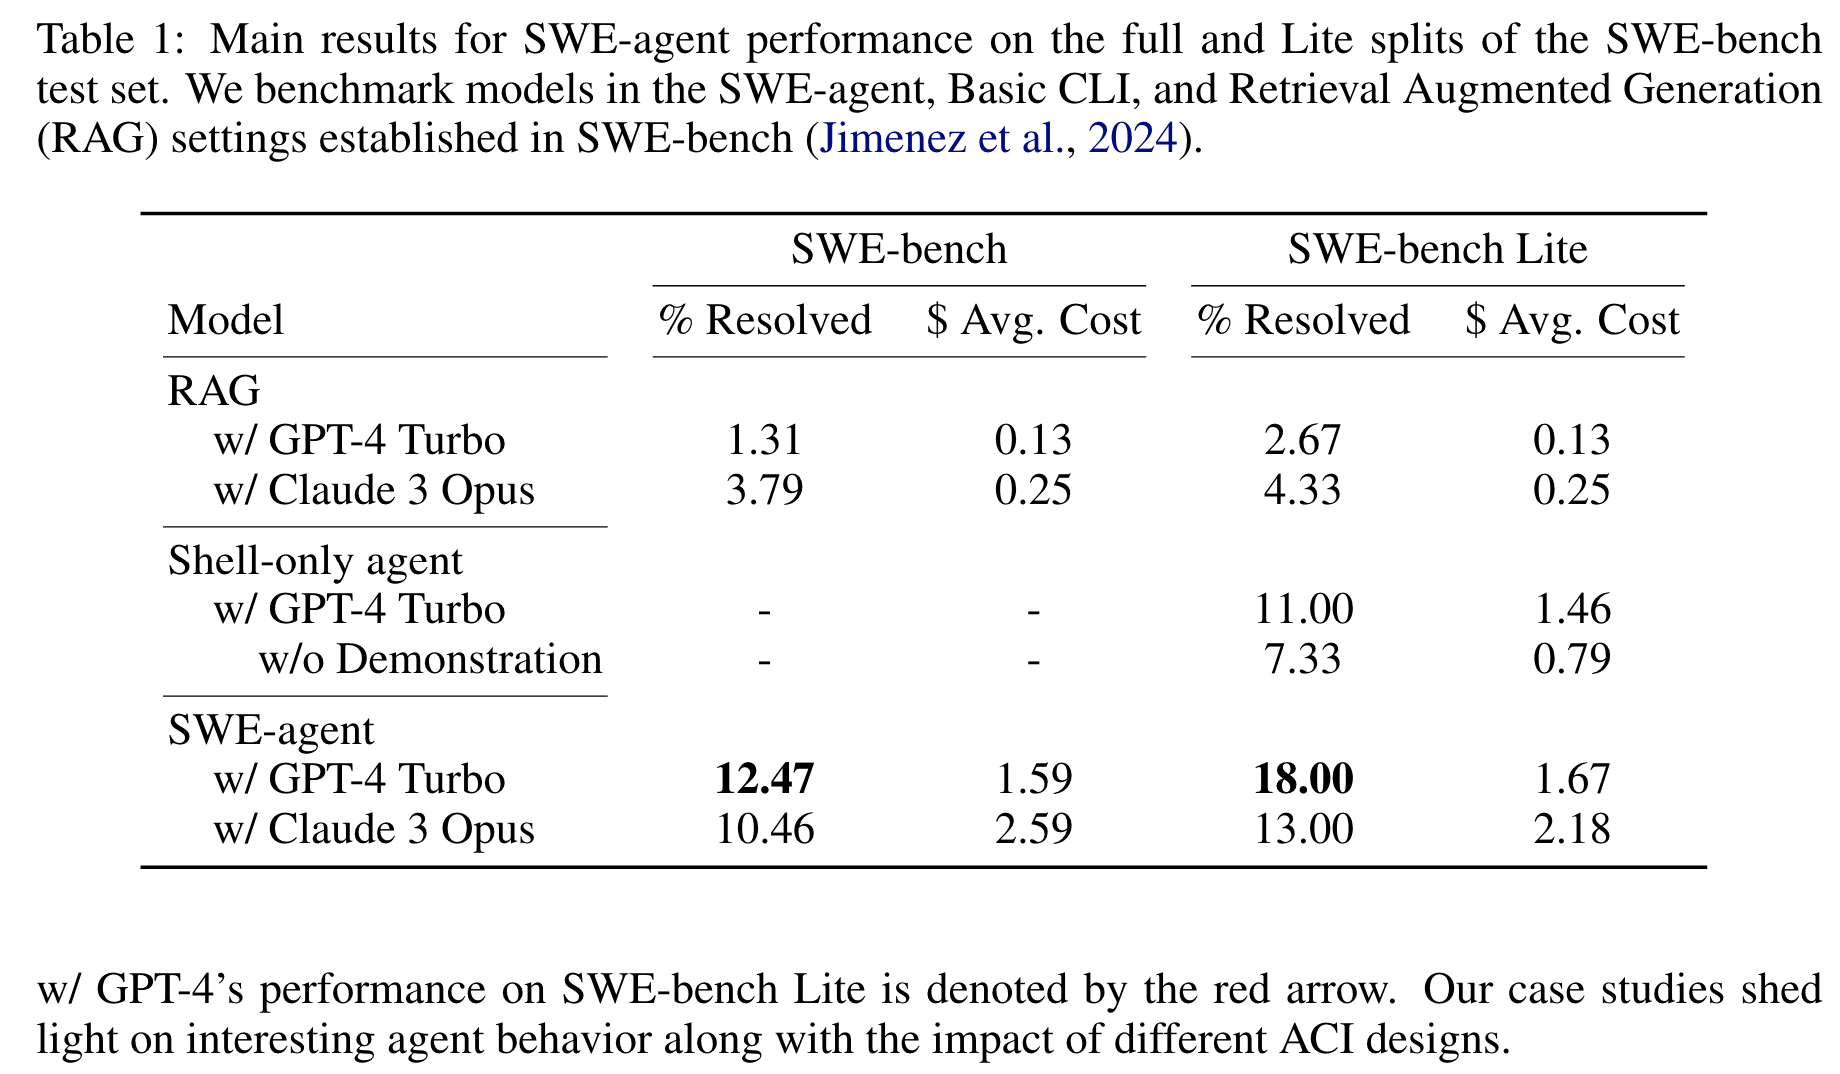 Table 1: Main results for SWE-agent performance on the full and Lite splits of the SWE-bench
test set. We benchmark models in the SWE-agent, Basic CLI, and Retrieval Augmented Generation
(RAG) settings established in SWE-bench (Jimenez et al., 2024).
SWE-bench SWE-bench Lite
Model % Resolved $ Avg. Cost % Resolved $ Avg. Cost
RAG
w/ GPT-4 Turbo 1.31 0.13 2.67 0.13
w/ Claude 3 Opus 3.79 0.25 4.33 0.25
Shell-only agent
w/ GPT-4 Turbo - - 11.00 1.46
w/o Demonstration - - 7.33 0.79
SWE-agent
w/ GPT-4 Turbo 12.47 1.59 18.00 1.67
w/ Claude 3 Opus 10.46 2.59 13.00 2.18
w/ GPT-4’s performance on SWE-bench Lite is denoted by the red arrow. Our case studies shed
light on interesting agent behavior along with the impact of different ACI designs.